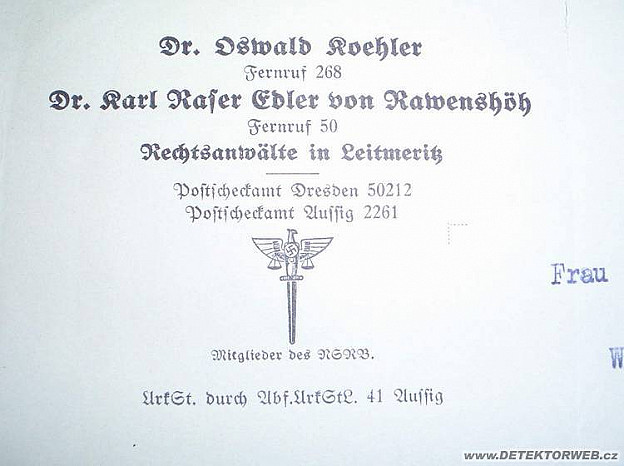 Dr. Oswald Koehler
Fernruf 268
Dr. Karl Naser Edler von Nawenshöh
Fernruf 50
Rechtsanwälte in Leitmeritz
Postscheckamt Dresden 50212
Postscheckamt Aussig 2261
Frau
Mitglieder des NSRB.
W
UrkSt. durch Abf.UrkStL. 41 Aussig
www.DETEKTORWEB.cz